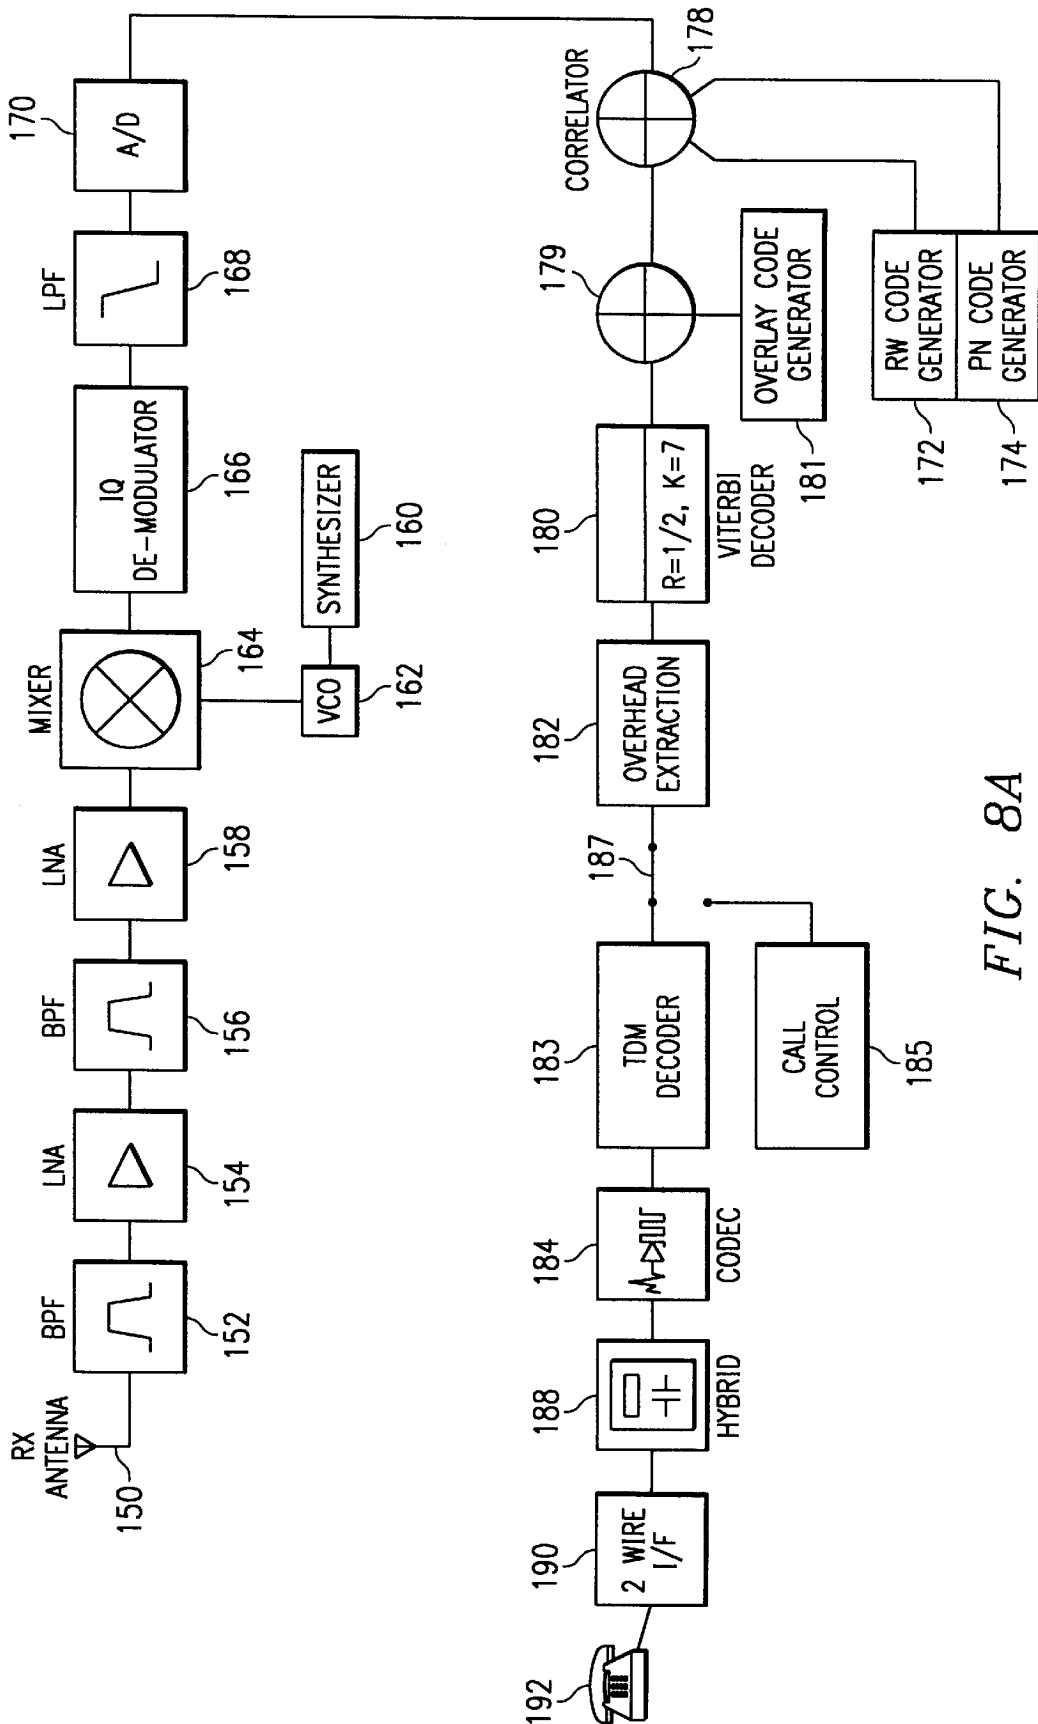 RX
ANTENNA
150
BPF
152
LNA
154
BPF
156
LNA
158
MIXER
164
VCO
162
SYNTHESIZER
160
IQ
DE-MODULATOR
166
LPF
168
A/D
170
192
2 WIRE
I/F
190
188
HYBRID
184
CODEC
TDM
DECODER
183
187
CALL
CONTROL
185
OVERHEAD
EXTRACTION
182
180
R=1/2, K=7
VITERBI
DECODER
179
OVERLAY CODE
GENERATOR
181
CORRELATOR
178
RW CODE
GENERATOR
172
PN CODE
GENERATOR
174
FIG. 8A